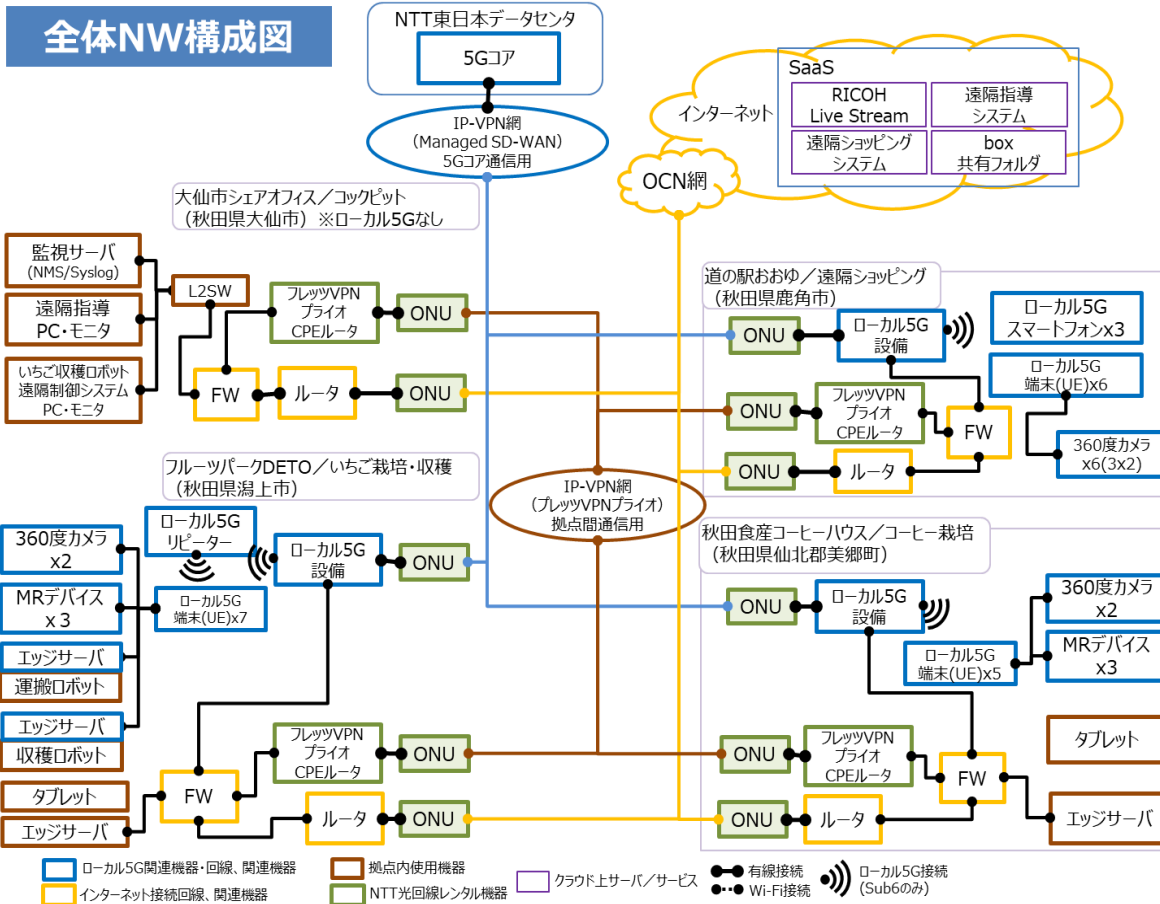 全体NW構成図
NTT東日本データセンタ
5Gコア
IP-VPN網
(Managed SD-WAN)
5Gコア通信用
インターネット
SaaS
RICOH
Live Stream
遠隔指導
システム
遠隔ショッピング
システム
box
共有フォルダ
OCN網
大仙市シェアオフィス／コックピット
（秋田県大仙市）※ローカル5Gなし
監視サーバ
(NMS/Syslog)
遠隔指導
PC・モニタ
いちご収穫ロボット
遠隔制御システム
PC・モニタ
L2SW
フレッツVPN
プライオ
CPEルータ
ONU
FW
ルータ
ONU
道の駅おおゆ／遠隔ショッピング
（秋田県鹿角市）
ONU
ローカル5G
設備
ローカル5G
スマートフォンx3
ローカル5G
端末(UE)x6
ONU
フレッツVPN
プライオ
CPEルータ
FW
360度カメラ
x6(3x2)
ONU
ルータ
フルーツパークDETO／いちご栽培・収穫
（秋田県潟上市）
IP-VPN網
（プレッツVPNプライオ）
拠点間通信用
360度カメラ
x2
ローカル5G
リピーター
ローカル5G
設備
ONU
MRデバイス
x３
ローカル5G
端末(UE)x7
エッジサーバ
運搬ロボット
エッジサーバ
収穫ロボット
タブレット
エッジサーバ
FW
フレッツVPN
プライオ
CPEルータ
ONU
ルータ
ONU
秋田食産コーヒーハウス／コーヒー栽培
（秋田県仙北郡美郷町）
ONU
ローカル5G
設備
360度カメラ
x2
ローカル5G
端末(UE)x5
MRデバイス
x3
タブレット
ONU
フレッツVPN
プライオ
CPEルータ
FW
エッジサーバ
ONU
ルータ
ローカル5G関連機器・回線、関連機器
拠点内使用機器
クラウド上サーバ／サービス
有線接続
ローカル5G接続
インターネット接続回線、関連機器
NTT光回線レンタル機器
Wi-Fi接続
(Sub6のみ)